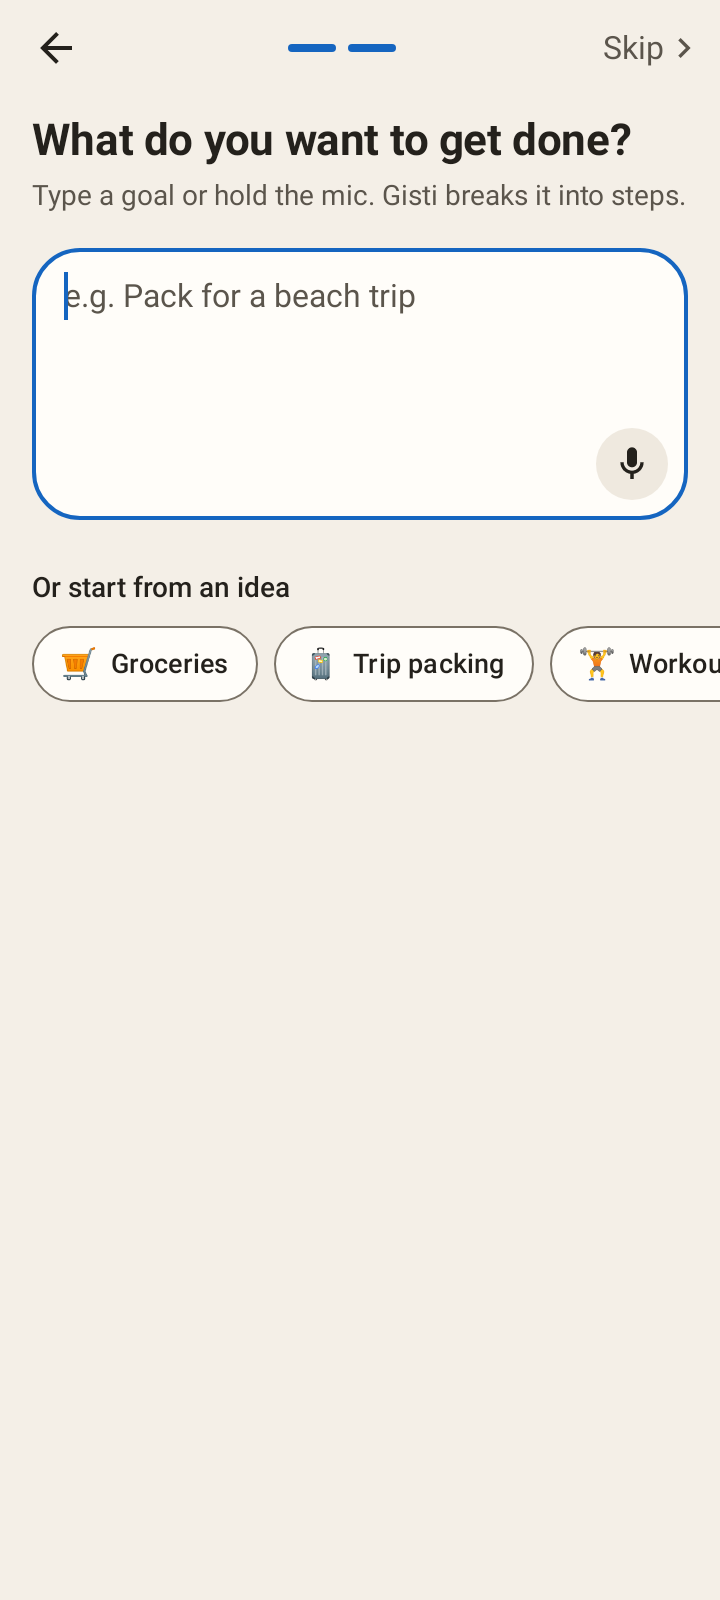 Skip
What do you want to get done?
Type a goal or hold the mic. Gisti breaks it into steps.
e.g. Pack for a beach trip
Or start from an idea
Groceries
Trip packing
Workou